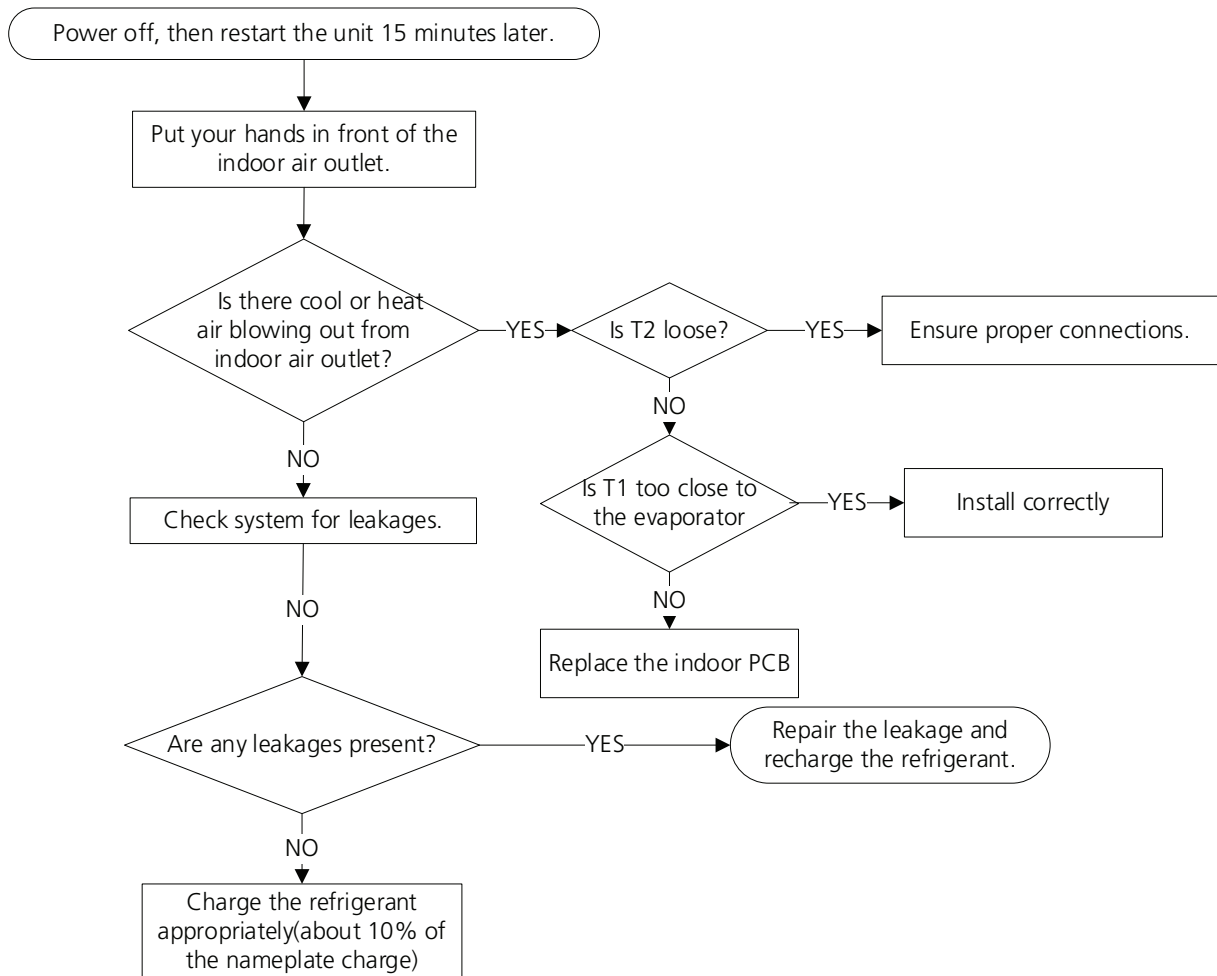 Power off, then restart the unit 15 minutes later.
Put your hands in front of the
indoor air outlet.
Is there cool or heat
air blowing out from
indoor air outlet?
YES
Is T2 loose?
YES
Ensure proper connections.
NO
NO
Is T1 too close to
the evaporator
YES
Install correctly
Check system for leakages.
NO
NO
Replace the indoor PCB
Are any leakages present?
YES
Repair the leakage and
recharge the refrigerant.
NO
Charge the refrigerant
appropriately(about 10% of
the nameplate charge)